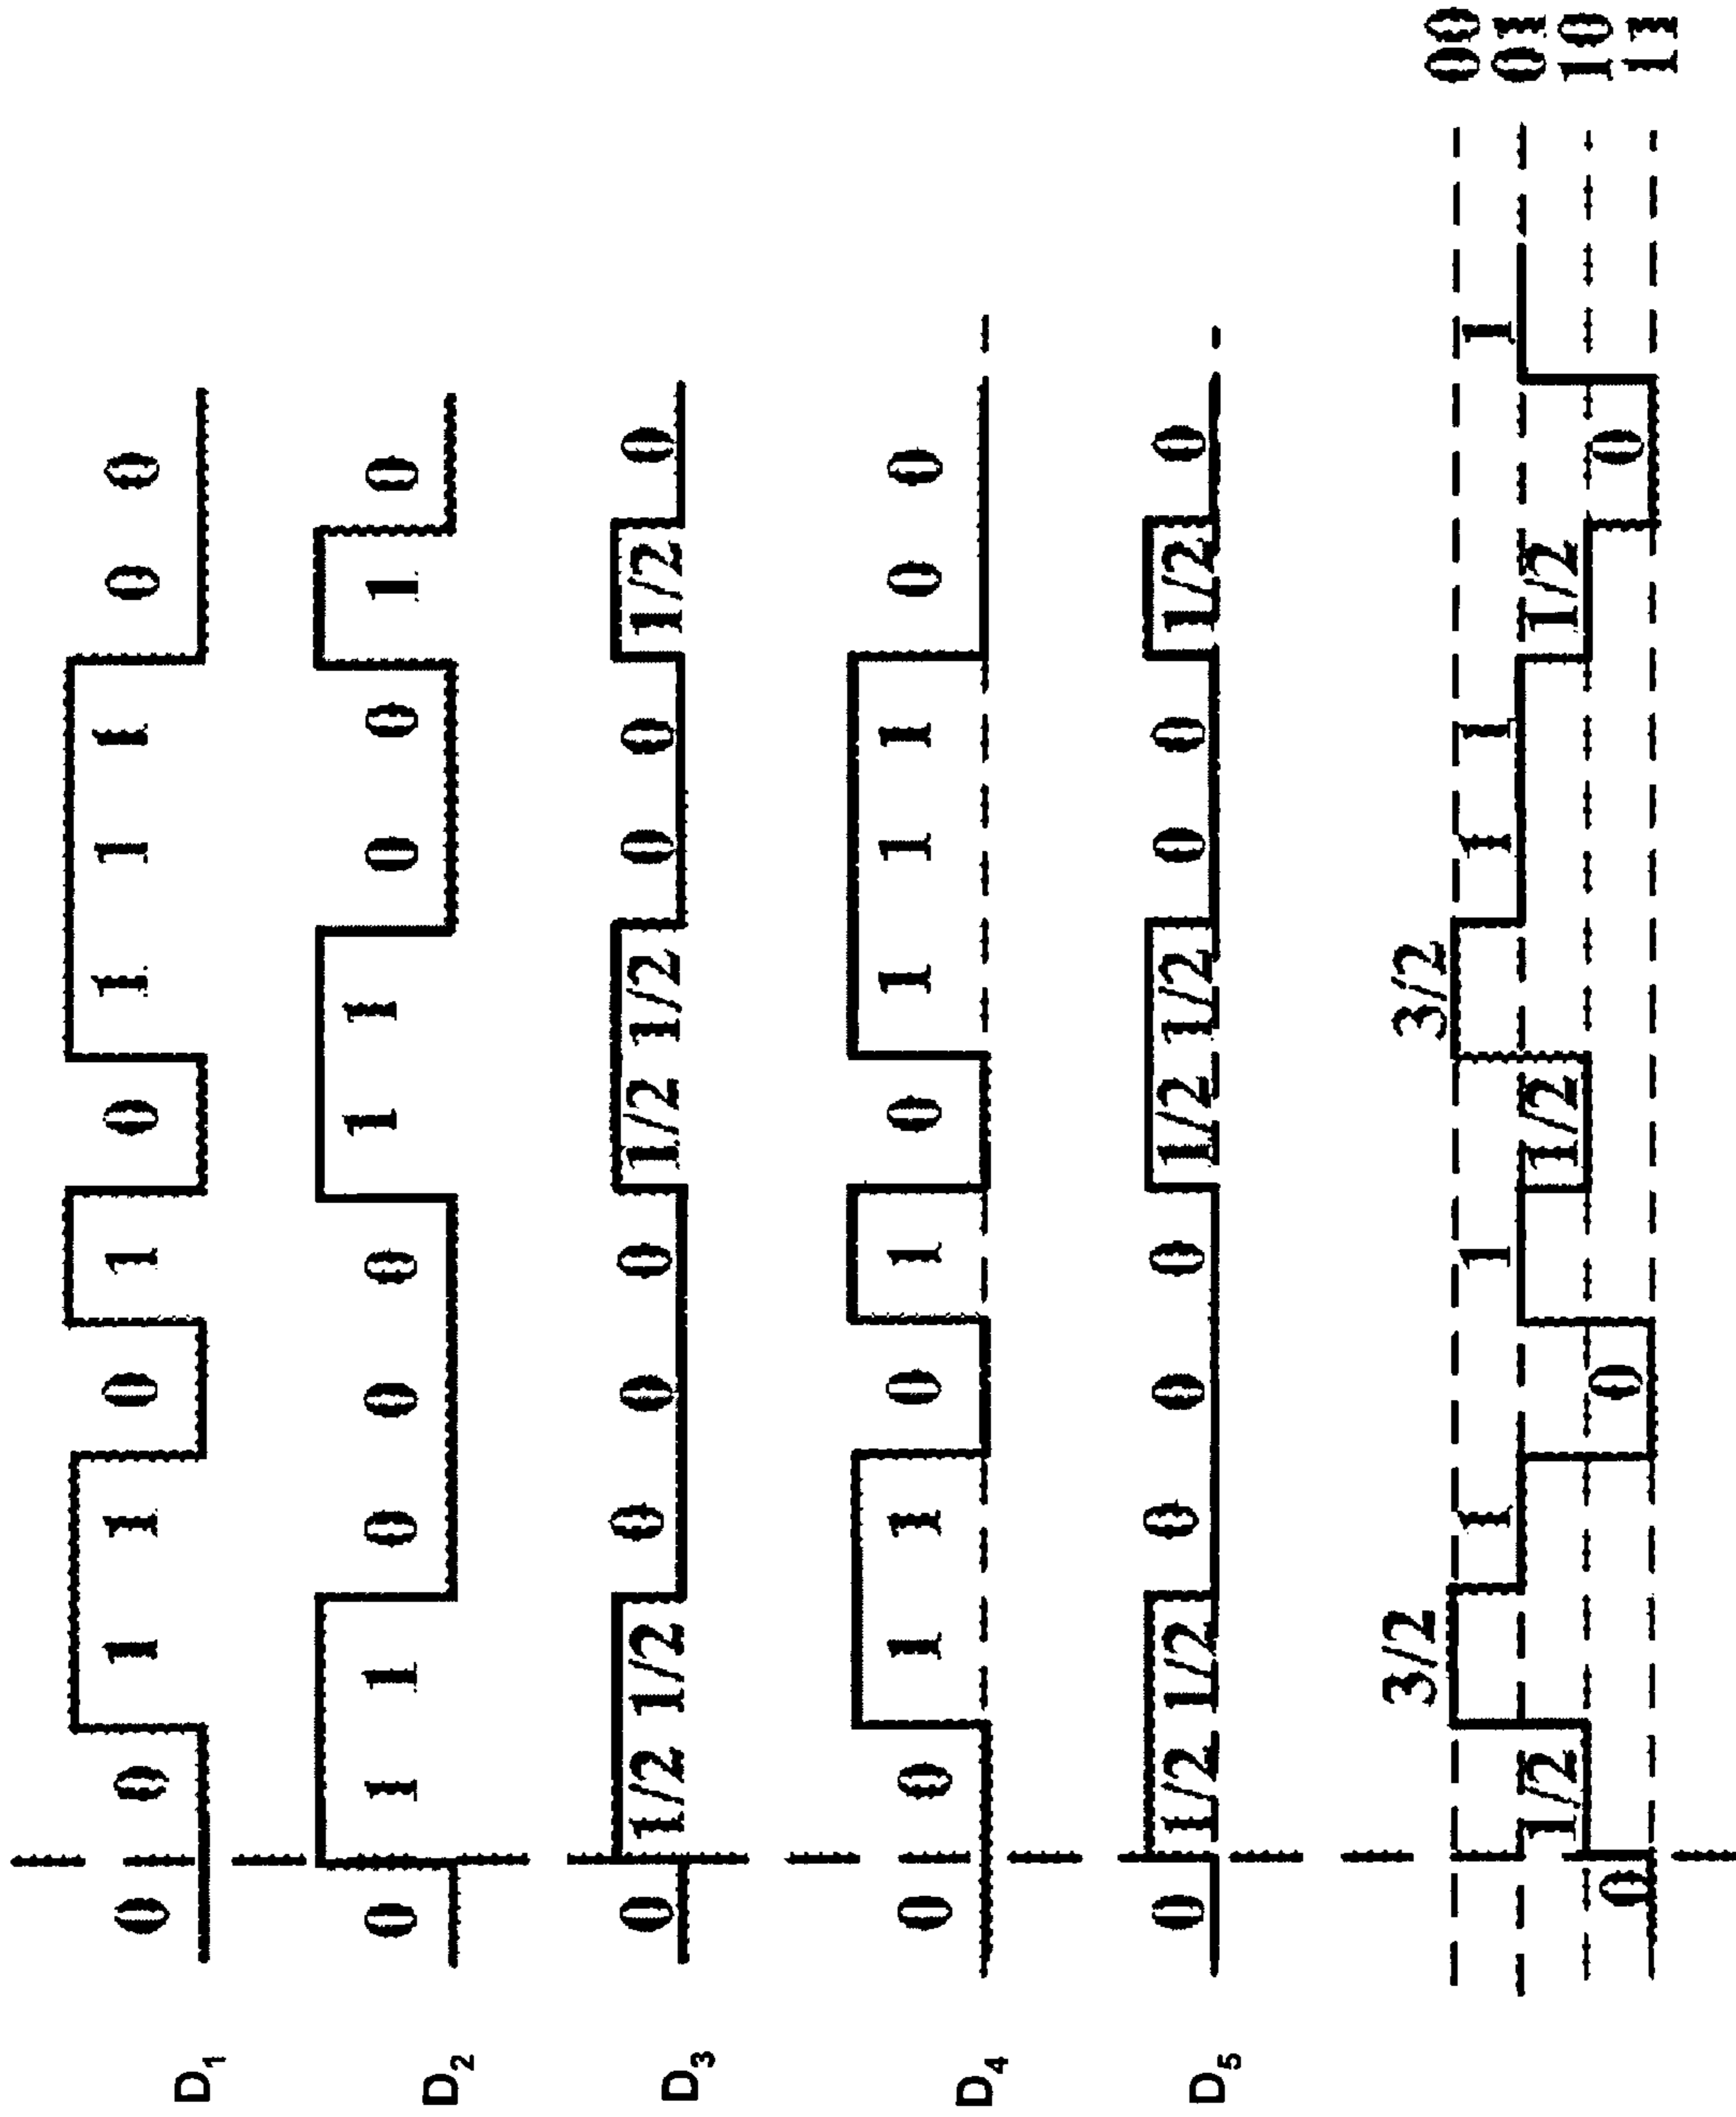 D₁ 0 0 1 1 0 1 0 1 1 1 0 0
D₂ 0 1 1 0 0 0 1 1 0 0 1 0
D₃ 0 1/2 1/2 0 0 0 1/2 1/2 0 0 1/2 0
D₄ 0 0 1 1 0 1 0 1 1 1 0 0
D₅ 0 1/2 1/2 0 0 0 1/2 1/2 0 0 1/2 0
0 1/2 3/2 1 0 1 1/2 3/2 1 1 1/2 0 1
00
01
10
11